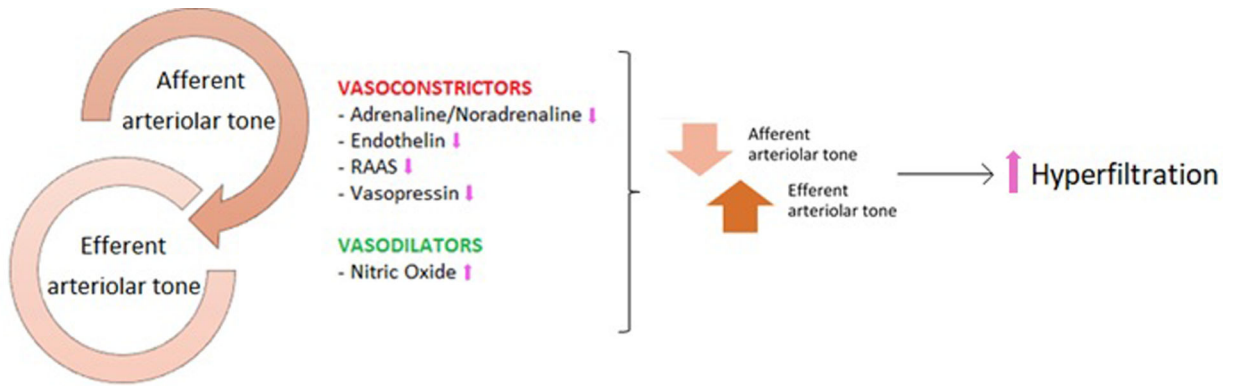 Afferent
arteriolar tone
Efferent
arteriolar tone
VASOCONSTRICTORS
- Adrenaline/Noradrenaline ⬇
- Endothelin ⬇
- RAAS ⬇
- Vasopressin ⬇
VASODILATORS
- Nitric Oxide ⬆
Afferent
arteriolar tone
Efferent
arteriolar tone
Hyperfiltration